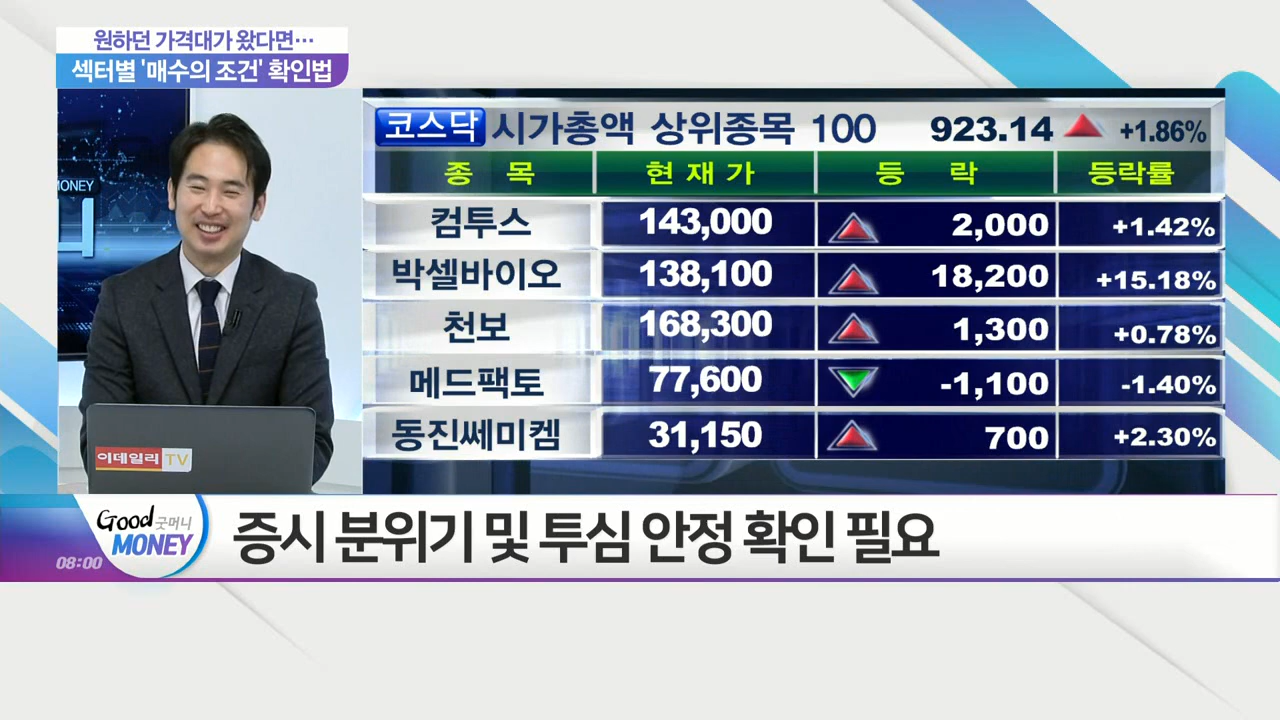 원하던 가격대가 왔다면…
섹터별 '매수의 조건' 확인법
MONEY
코스닥 시가총액 상위종목 100 923.14 +1.86%
종 목 현 재 가 등 락 등락률
컴투스 143,000 2,000 +1.42%
박셀바이오 138,100 18,200 +15.18%
천보 168,300 1,300 +0.78%
메드팩토 77,600 -1,100 -1.40%
동진쎄미켐 31,150 700 +2.30%
이데일리 TV
Good 굿머니
MONEY
08:00
증시 분위기 및 투심 안정 확인 필요